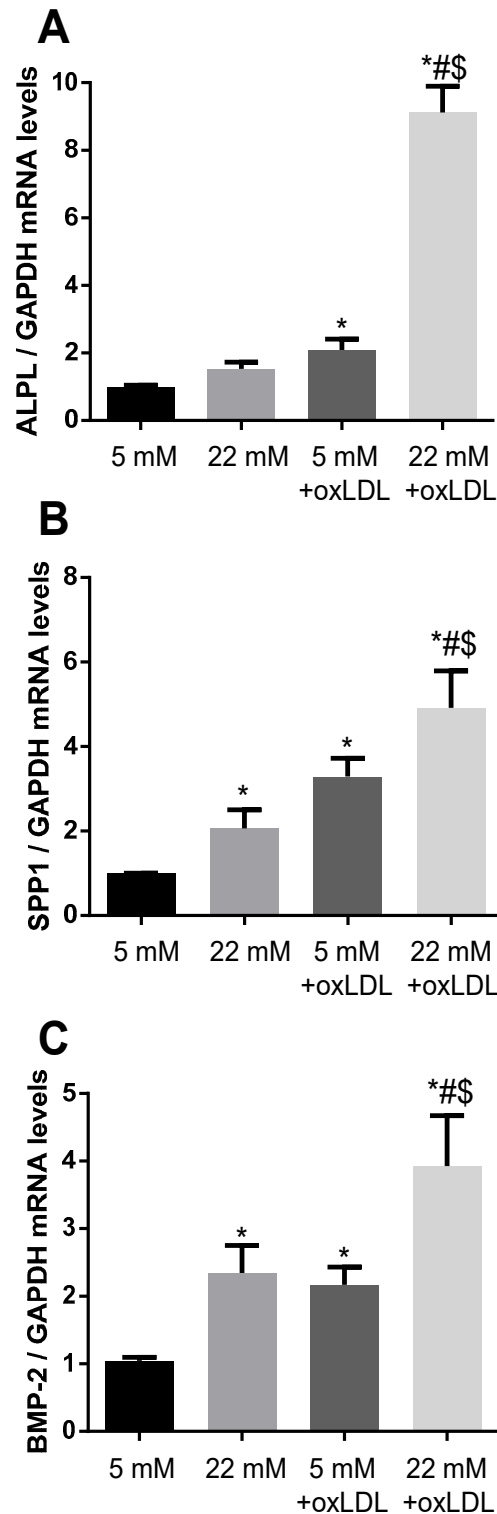 A
ALPL / GAPDH mRNA levels
10
8
6
4
2
0
*
*#$
5 mM 22 mM 5 mM 22 mM
+oxLDL +oxLDL
B
SPP1 / GAPDH mRNA levels
8
6
4
2
0
*
*
*#$
5 mM 22 mM 5 mM 22 mM
+oxLDL +oxLDL
C
BMP-2 / GAPDH mRNA levels
5
4
3
2
1
0
*
*
*#$
5 mM 22 mM 5 mM 22 mM
+oxLDL +oxLDL